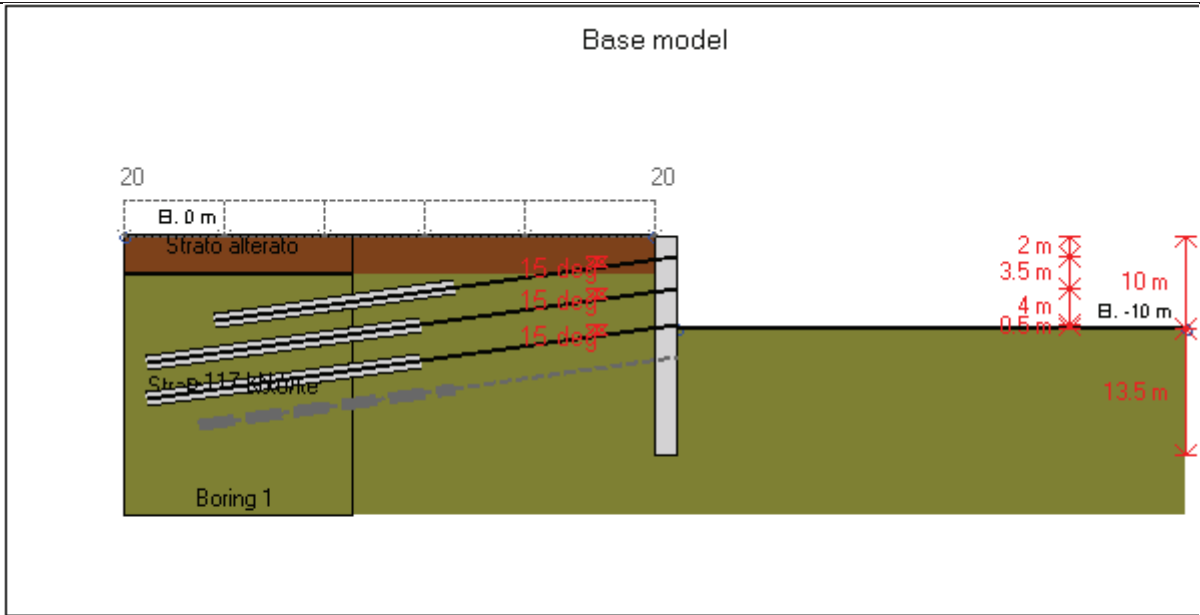 Base model
20
20
El. 0 m
Strato alterato
15 deg
15 deg
15 deg
2 m
3.5 m
4 m
0.5 m
10 m
El. -10 m
13.5 m
Boring 1